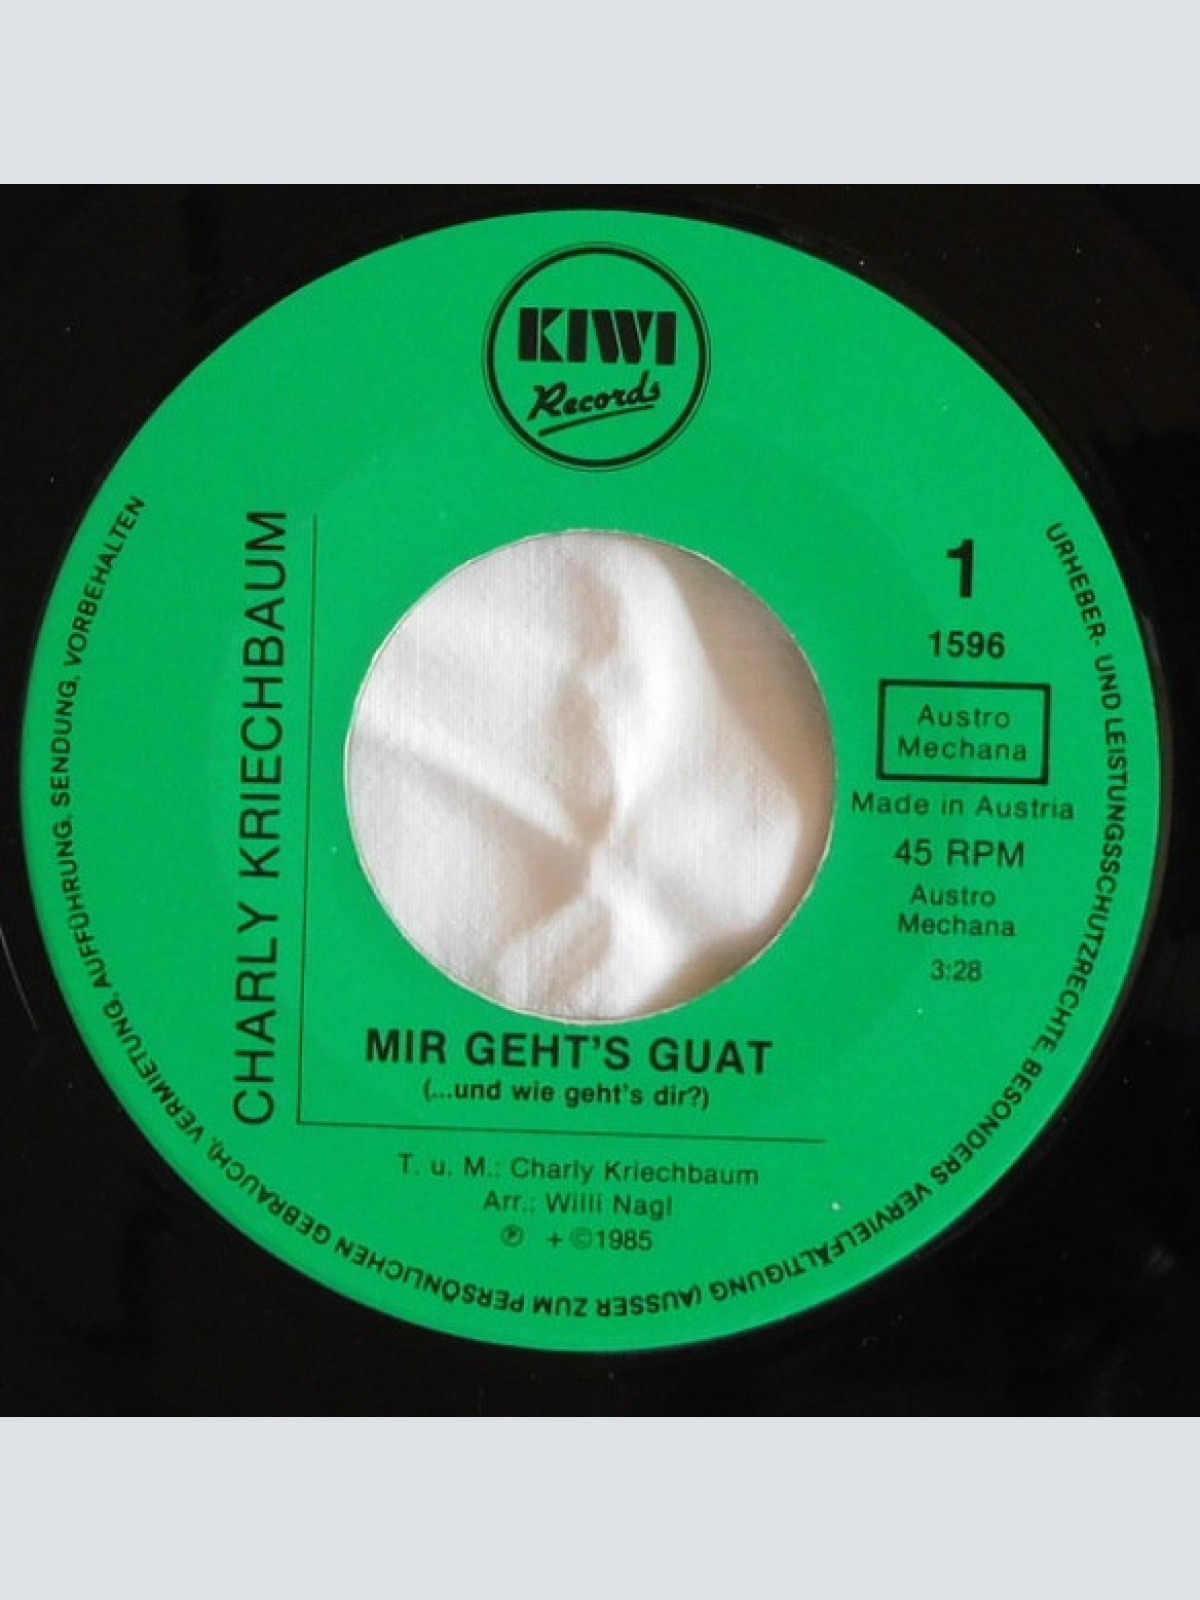 KIWI
Records
CHARLY KRIECHBAUM
1
1596
Austro
Mechana
Made in Austria
45 RPM
Austro
Mechana
3:28
MIR GEHT'S GUAT
(...und wie geht's dir?)
T. u. M.: Charly Kriechbaum
Arr.: Willi Nagl
℗ + ©1985
URHEBER- UND LEISTUNGSSCHUTZRECHTE, BESONDERS VERVIELFÄLTIGUNG (AUSSER ZUM PERSÖNLICHEN GEBRAUCH), VERMIETUNG, AUFFÜHRUNG, SENDUNG, VORBEHALTEN